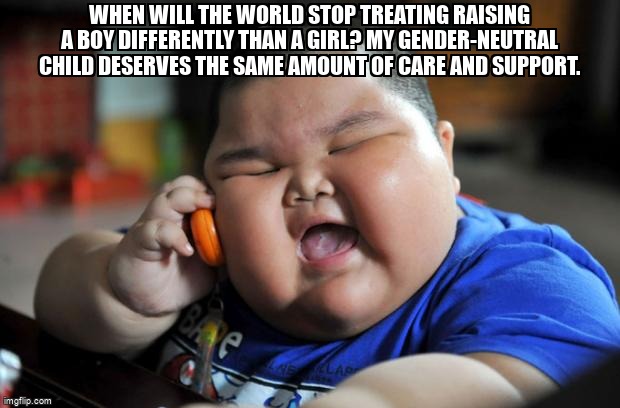 WHEN WILL THE WORLD STOP TREATING RAISING
A BOY DIFFERENTLY THAN A GIRL? MY GENDER-NEUTRAL
CHILD DESERVES THE SAME AMOUNT OF CARE AND SUPPORT.
imgflip.com